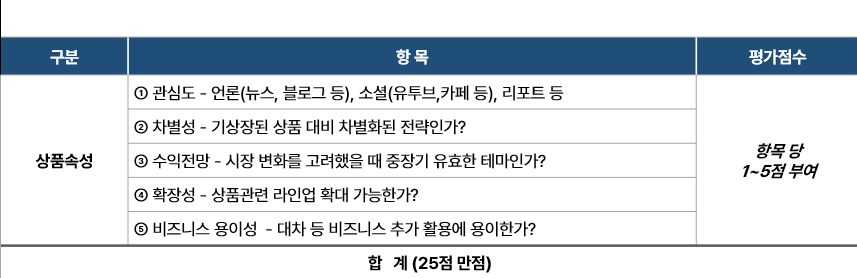 구분 항 목 평가점수
① 관심도 - 언론(뉴스, 블로그 등), 소셜(유투브,카페 등), 리포트 등
② 차별성 - 기상장된 상품 대비 차별화된 전략인가?
상품속성
③ 수익전망 - 시장 변화를 고려했을 때 중장기 유효한 테마인가?
④ 확장성 - 상품관련 라인업 확대 가능한가?
⑤ 비즈니스 용이성 - 대차 등 비즈니스 추가 활용에 용이한가?
항목 당
1~5점 부여
합 계 (25점 만점)